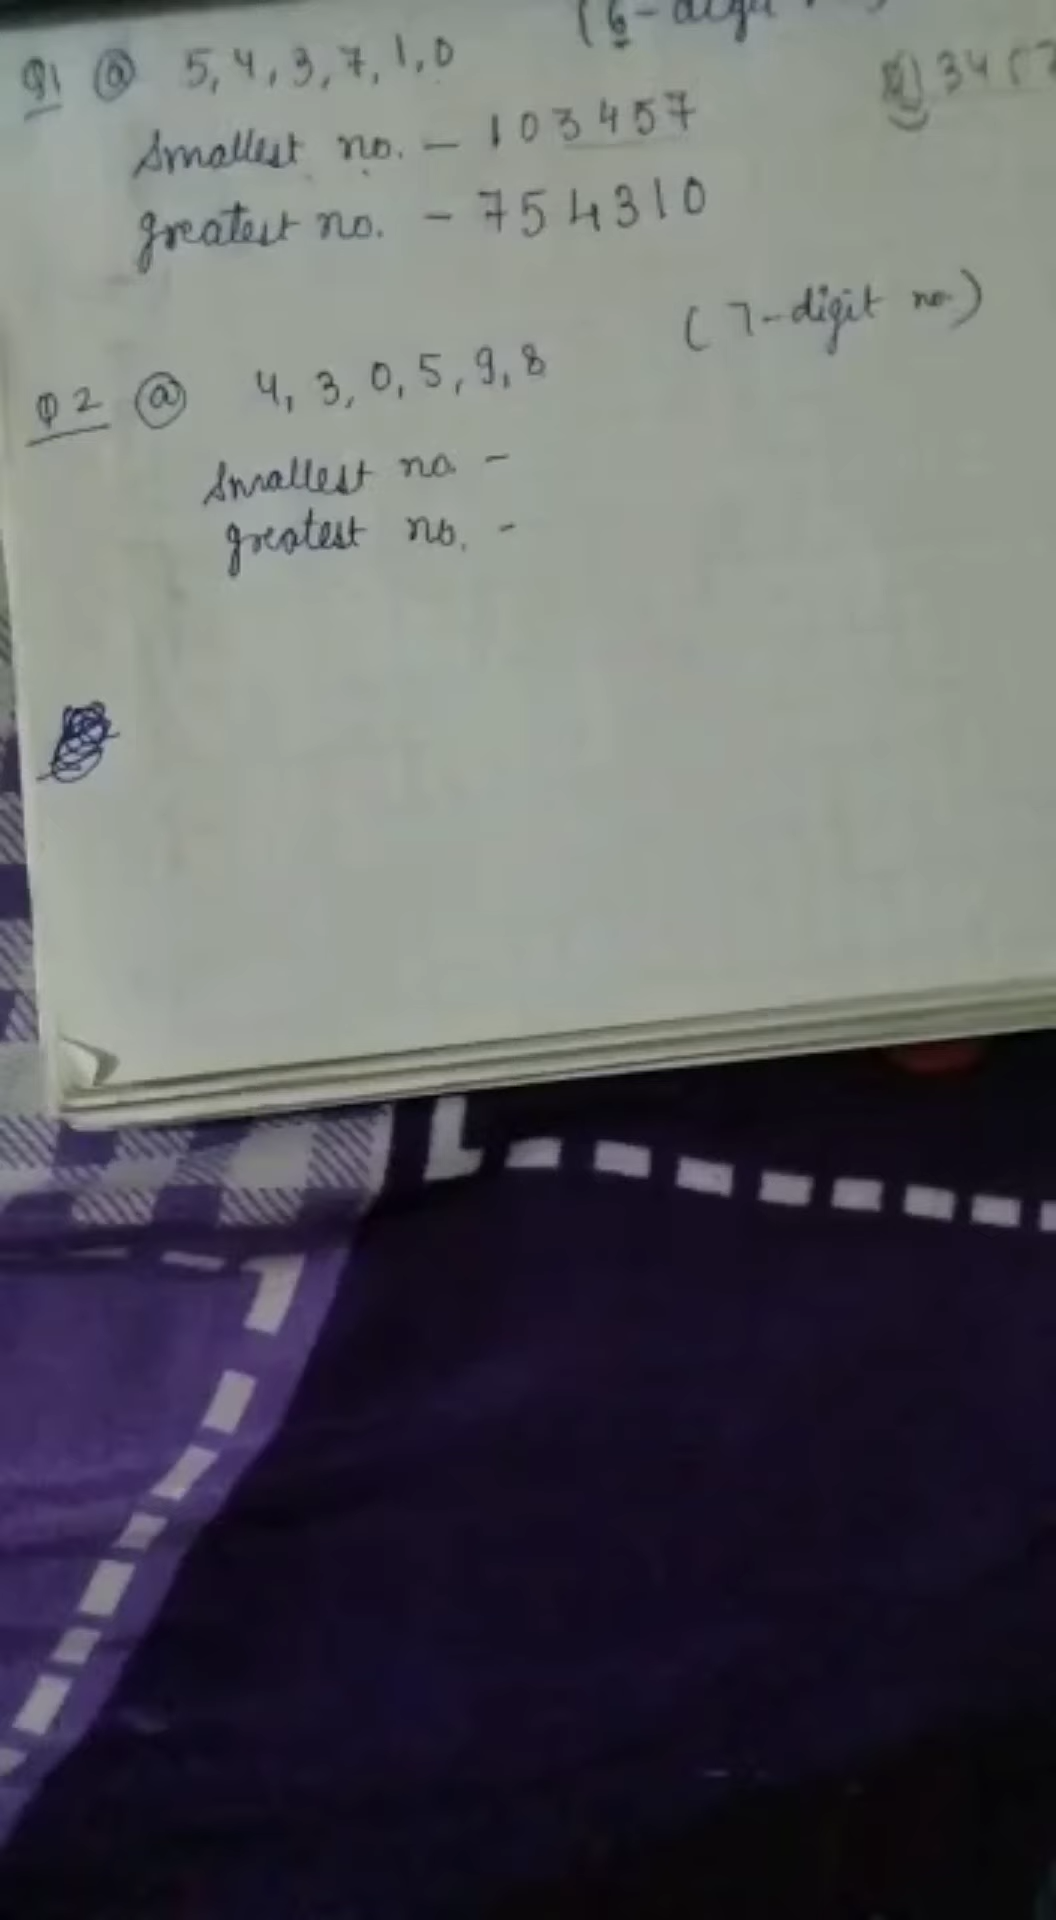 (6-digit
Q1 (a) 5, 4, 3, 7, 1, 0
Smallest no. - 103457
greatest no. - 754310
(7-digit no.)
Q2 (a) 4, 3, 0, 5, 9, 8
Smallest no -
greatest no. -